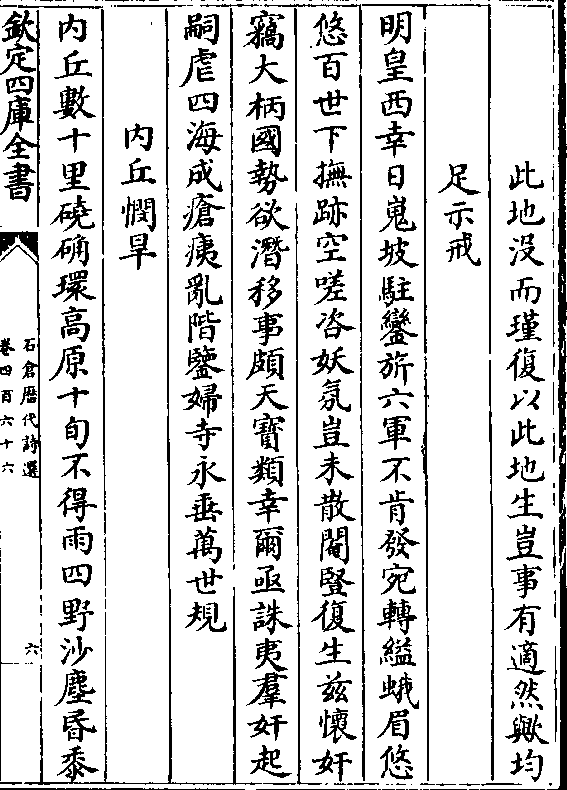 此地没而瑾復以此地生豈事有適然歟均
足示戒
明皇西幸日嵬坡駐鑾旂六軍不肯發宛轉縊蛾眉悠
悠百世下撫跡空嗟咨妖氛豈未散閹豎復生兹懷奸
竊大柄國勢欲潛移事頗天寶類幸爾亟誅夷羣奸起
嗣虐四海成瘡痍亂階鑒婦寺永垂萬世規
内丘憫旱
内丘數十里磽确環高原十旬不得雨四野沙塵昏黍
欽定四庫全書
石倉歴代詩選
卷四百六十六
六